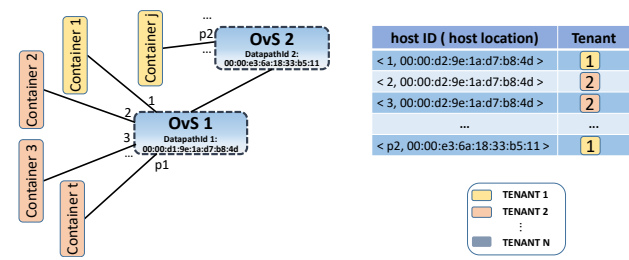 Container 1
Container j
Container 2
Container 3
Container t
...
p2
...
OvS 2
Datapathid 2:
00:00:e3:6a:18:33:b5:11
1
2
3
...
p1
OvS 1
DatapathId 1:
00:00:d1:9e:1a:d7:b8:4d
host ID ( host location) Tenant
< 1, 00:00:d2:9e:1a:d7:b8:4d > 1
< 2, 00:00:d2:9e:1a:d7:b8:4d > 2
< 3, 00:00:d2:9e:1a:d7:b8:4d > 2
... ...
< p2, 00:00:e3:6a:18:33:b5:11 > 1
TENANT 1
TENANT 2
⋮
TENANT N